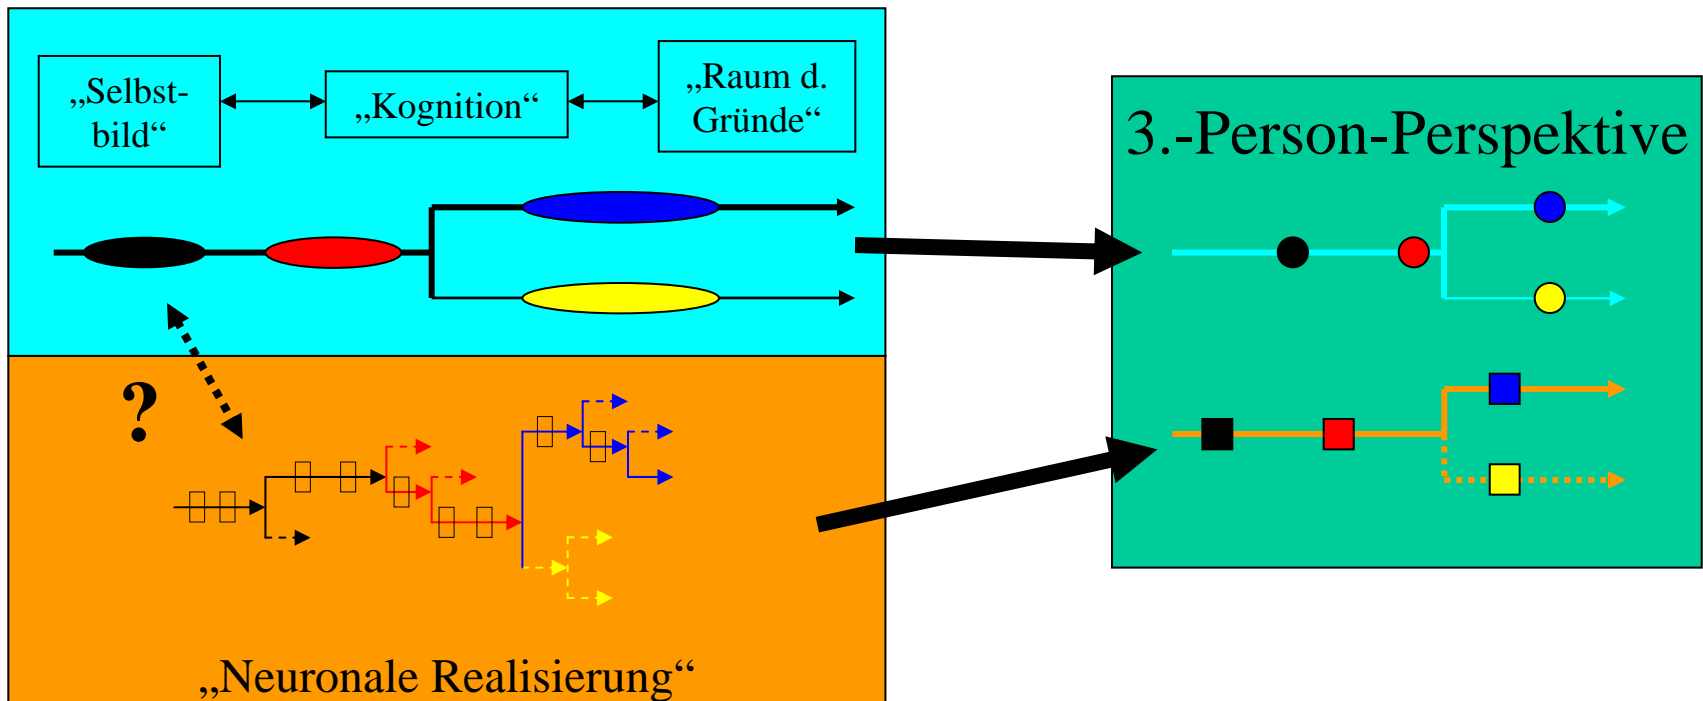 „Selbst-
bild“
„Kognition“
„Raum d.
Gründe“
3.-Person-Perspektive
?
„Neuronale Realisierung“